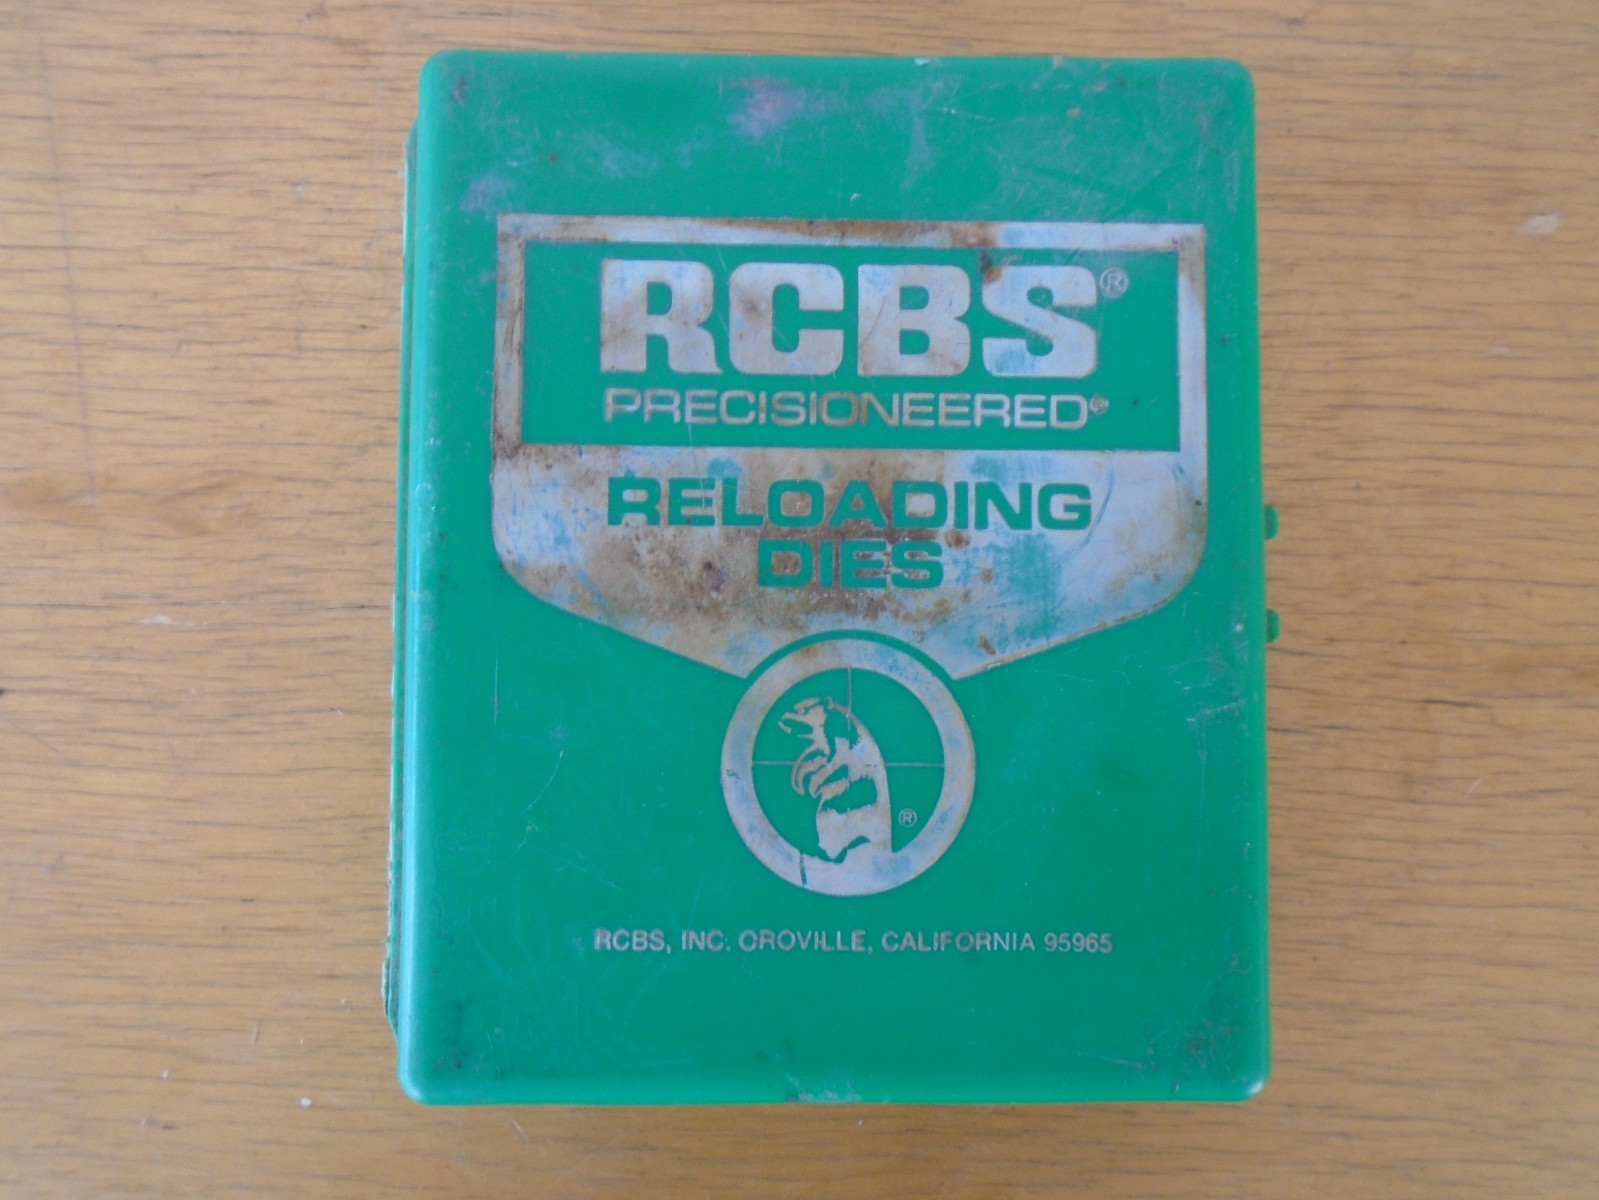 RCBS®
PRECISIONEERED®
RELOADING
DIES
®
RCBS, INC. OROVILLE, CALIFORNIA 95965